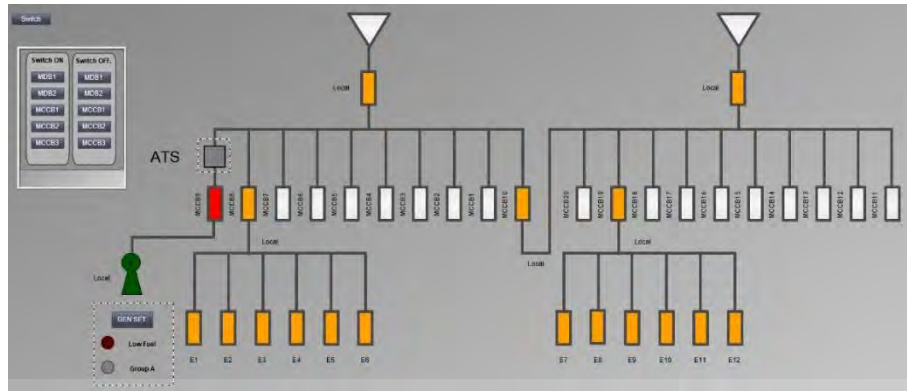 Switch
Switch ON
Switch OFF.
MDB1
MDB1
MDB2
MDB2
MCCB1
MCCB1
MCCB2
MCCB2
MCCB3
MCCB3
Local
Local
ATS
MCCB8
MCCB7
MCCB6
MCCB5
MCCB4
MCCB3
MCCB2
MCCB1
MCCB10
MCCB20
MCCB19
MCCB18
MCCB17
MCCB16
MCCB15
MCCB14
MCCB13
MCCB12
MCCB11
Local
Local
Local
Local
GEN SET
Low Fuel
Group A
E1
E2
E3
E4
E5
E6
E7
E8
E9
E10
E11
E12